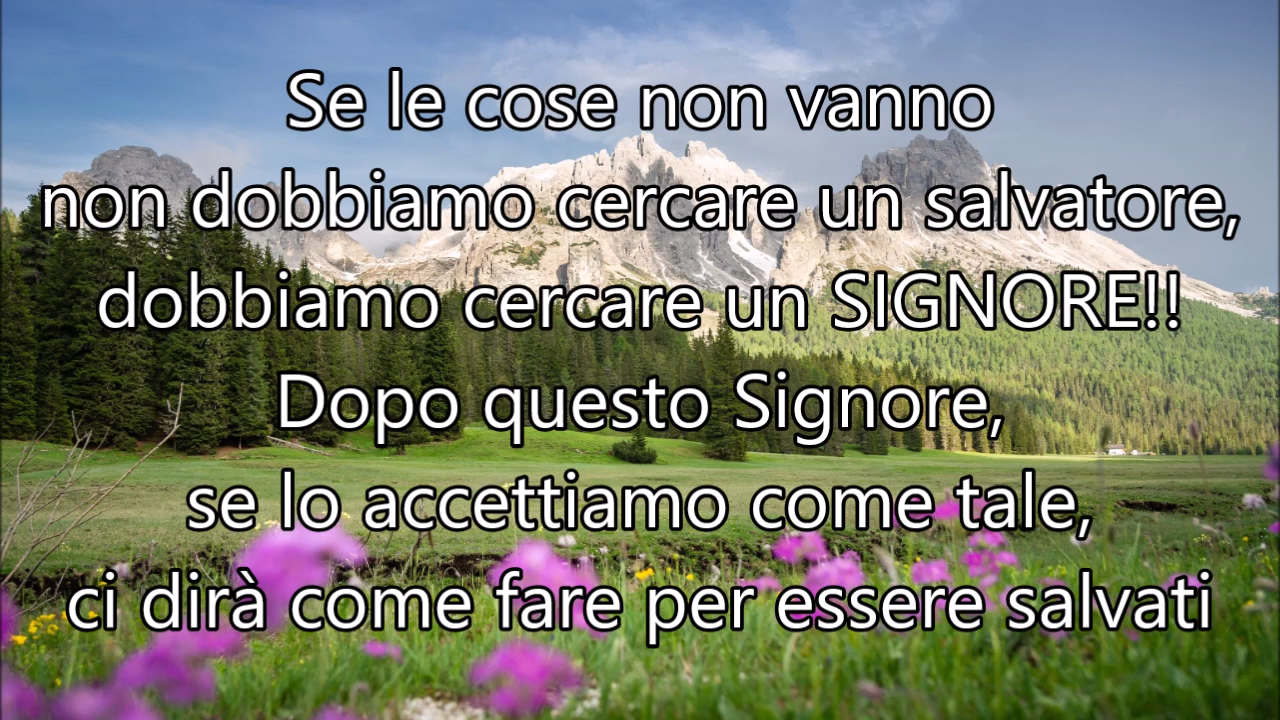 Se le cose non vanno
non dobbiamo cercare un salvatore,
dobbiamo cercare un SIGNORE!!
Dopo questo Signore,
se lo accettiamo come tale,
ci dirà come fare per essere salvati